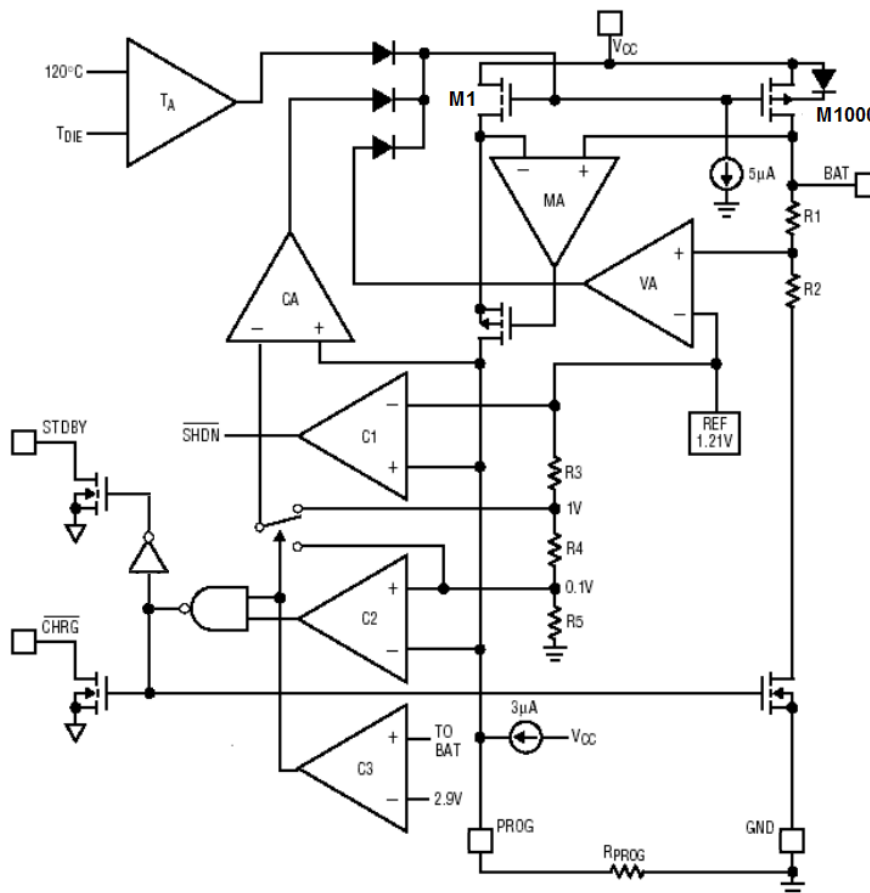 VCC
120°C
TA
TDIE
M1
M1000
− +
MA
5μA
BAT
R1
+
VA
−
R2
CA
− +
REF
1.21V
−
C1
+
SHDN
R3
1V
R4
0.1V
R5
STDBY
+
C2
−
CHRG
3μA
VCC
+
TO
BAT
C3
−
2.9V
PROG
RPROG
GND